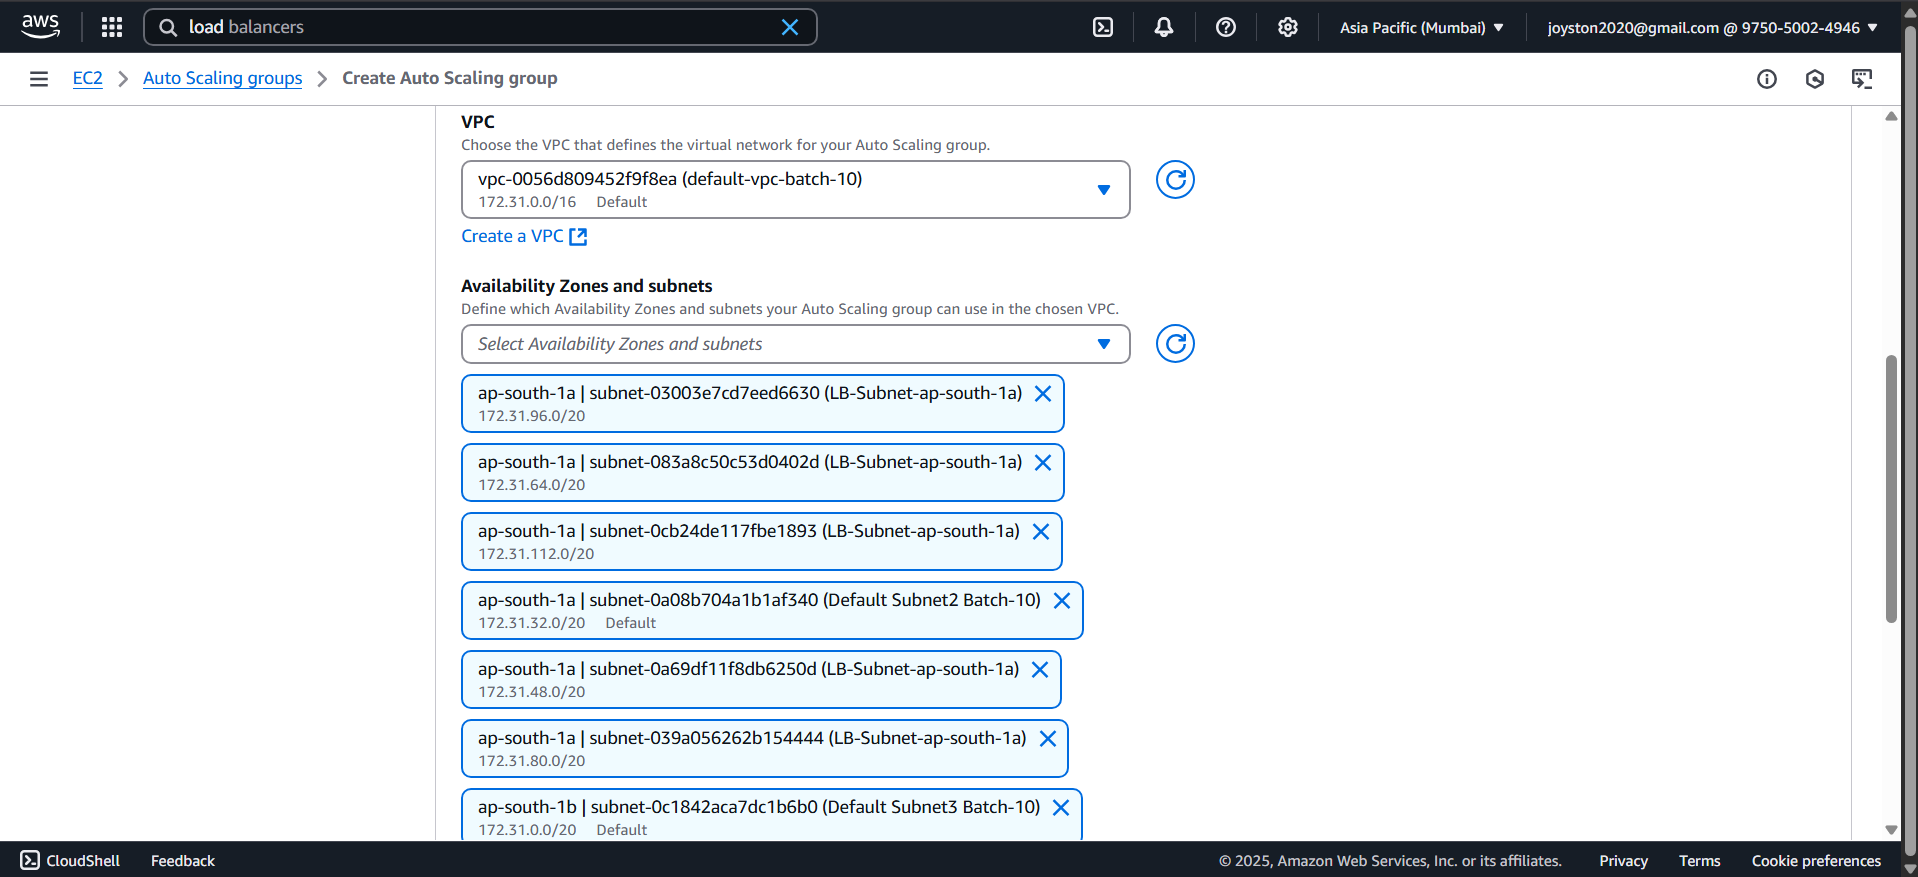 aws
load balancers
Asia Pacific (Mumbai)
joyston2020@gmail.com @ 9750-5002-4946
EC2
Auto Scaling groups
Create Auto Scaling group
VPC
Choose the VPC that defines the virtual network for your Auto Scaling group.
vpc-0056d809452f9f8ea (default-vpc-batch-10)
172.31.0.0/16 Default
Create a VPC
Availability Zones and subnets
Define which Availability Zones and subnets your Auto Scaling group can use in the chosen VPC.
Select Availability Zones and subnets
ap-south-1a | subnet-03003e7cd7eed6630 (LB-Subnet-ap-south-1a)
172.31.96.0/20
ap-south-1a | subnet-083a8c50c53d0402d (LB-Subnet-ap-south-1a)
172.31.64.0/20
ap-south-1a | subnet-0cb24de117fbe1893 (LB-Subnet-ap-south-1a)
172.31.112.0/20
ap-south-1a | subnet-0a08b704a1b1af340 (Default Subnet2 Batch-10)
172.31.32.0/20 Default
ap-south-1a | subnet-0a69df11f8db6250d (LB-Subnet-ap-south-1a)
172.31.48.0/20
ap-south-1a | subnet-039a056262b154444 (LB-Subnet-ap-south-1a)
172.31.80.0/20
ap-south-1b | subnet-0c1842aca7dc1b6b0 (Default Subnet3 Batch-10)
172.31.0.0/20 Default
CloudShell
Feedback
© 2025, Amazon Web Services, Inc. or its affiliates.
Privacy
Terms
Cookie preferences